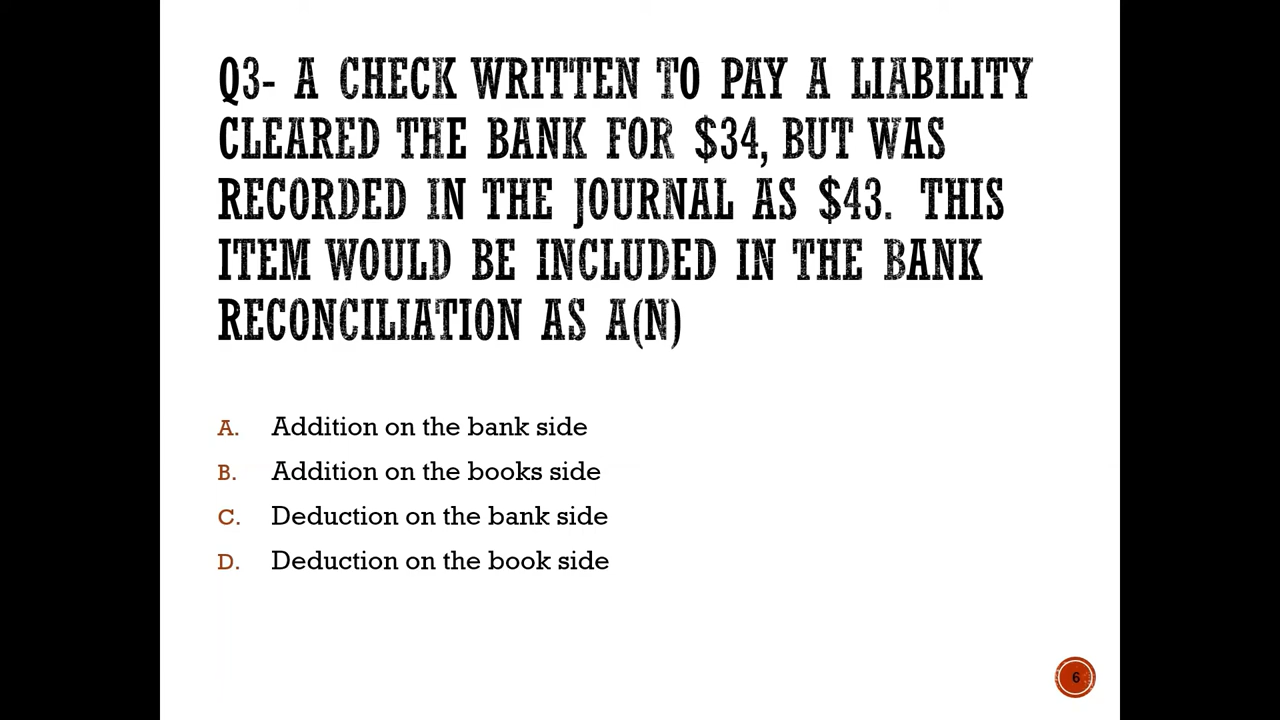 Q3- A CHECK WRITTEN TO PAY A LIABILITY
CLEARED THE BANK FOR $34, BUT WAS
RECORDED IN THE JOURNAL AS $43. THIS
ITEM WOULD BE INCLUDED IN THE BANK
RECONCILIATION AS A(N)
A. Addition on the bank side
B. Addition on the books side
C. Deduction on the bank side
D. Deduction on the book side
6